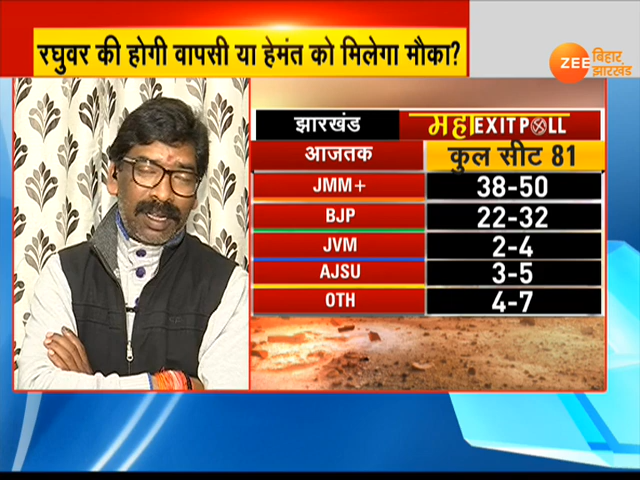 रघुवर की होगी वापसी या हेमंत को मिलेगा मौका?
ZEE बिहार झारखंड
झारखंड महा EXIT POLL
आजतक कुल सीट 81
JMM+ 38-50
BJP 22-32
JVM 2-4
AJSU 3-5
OTH 4-7